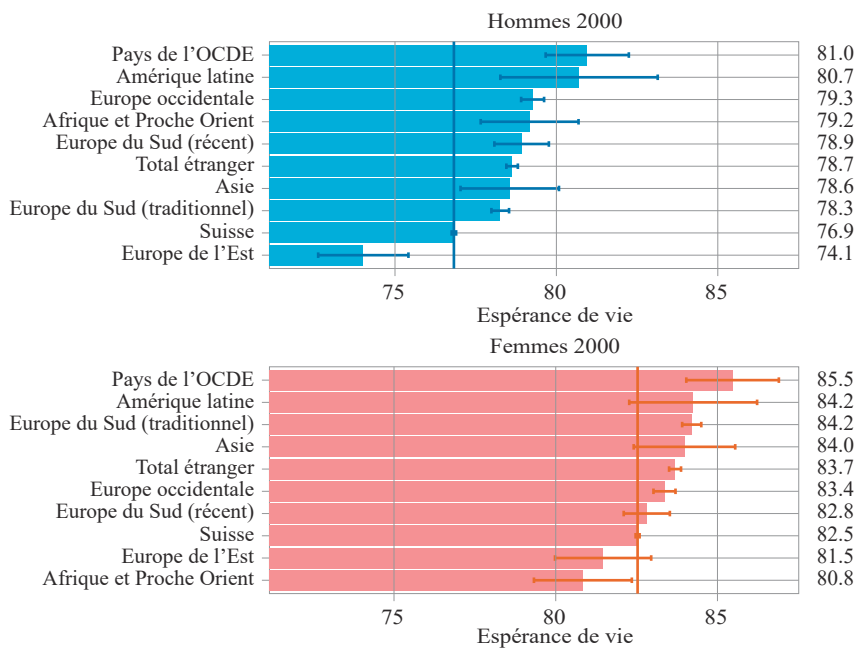 Hommes 2000
Pays de l’OCDE 81.0
Amérique latine 80.7
Europe occidentale 79.3
Afrique et Proche Orient 79.2
Europe du Sud (récent) 78.9
Total étranger 78.7
Asie 78.6
Europe du Sud (traditionnel) 78.3
Suisse 76.9
Europe de l’Est 74.1
75 80 85
Espérance de vie
Femmes 2000
Pays de l’OCDE 85.5
Amérique latine 84.2
Europe du Sud (traditionnel) 84.2
Asie 84.0
Total étranger 83.7
Europe occidentale 83.4
Europe du Sud (récent) 82.8
Suisse 82.5
Europe de l’Est 81.5
Afrique et Proche Orient 80.8
75 80 85
Espérance de vie